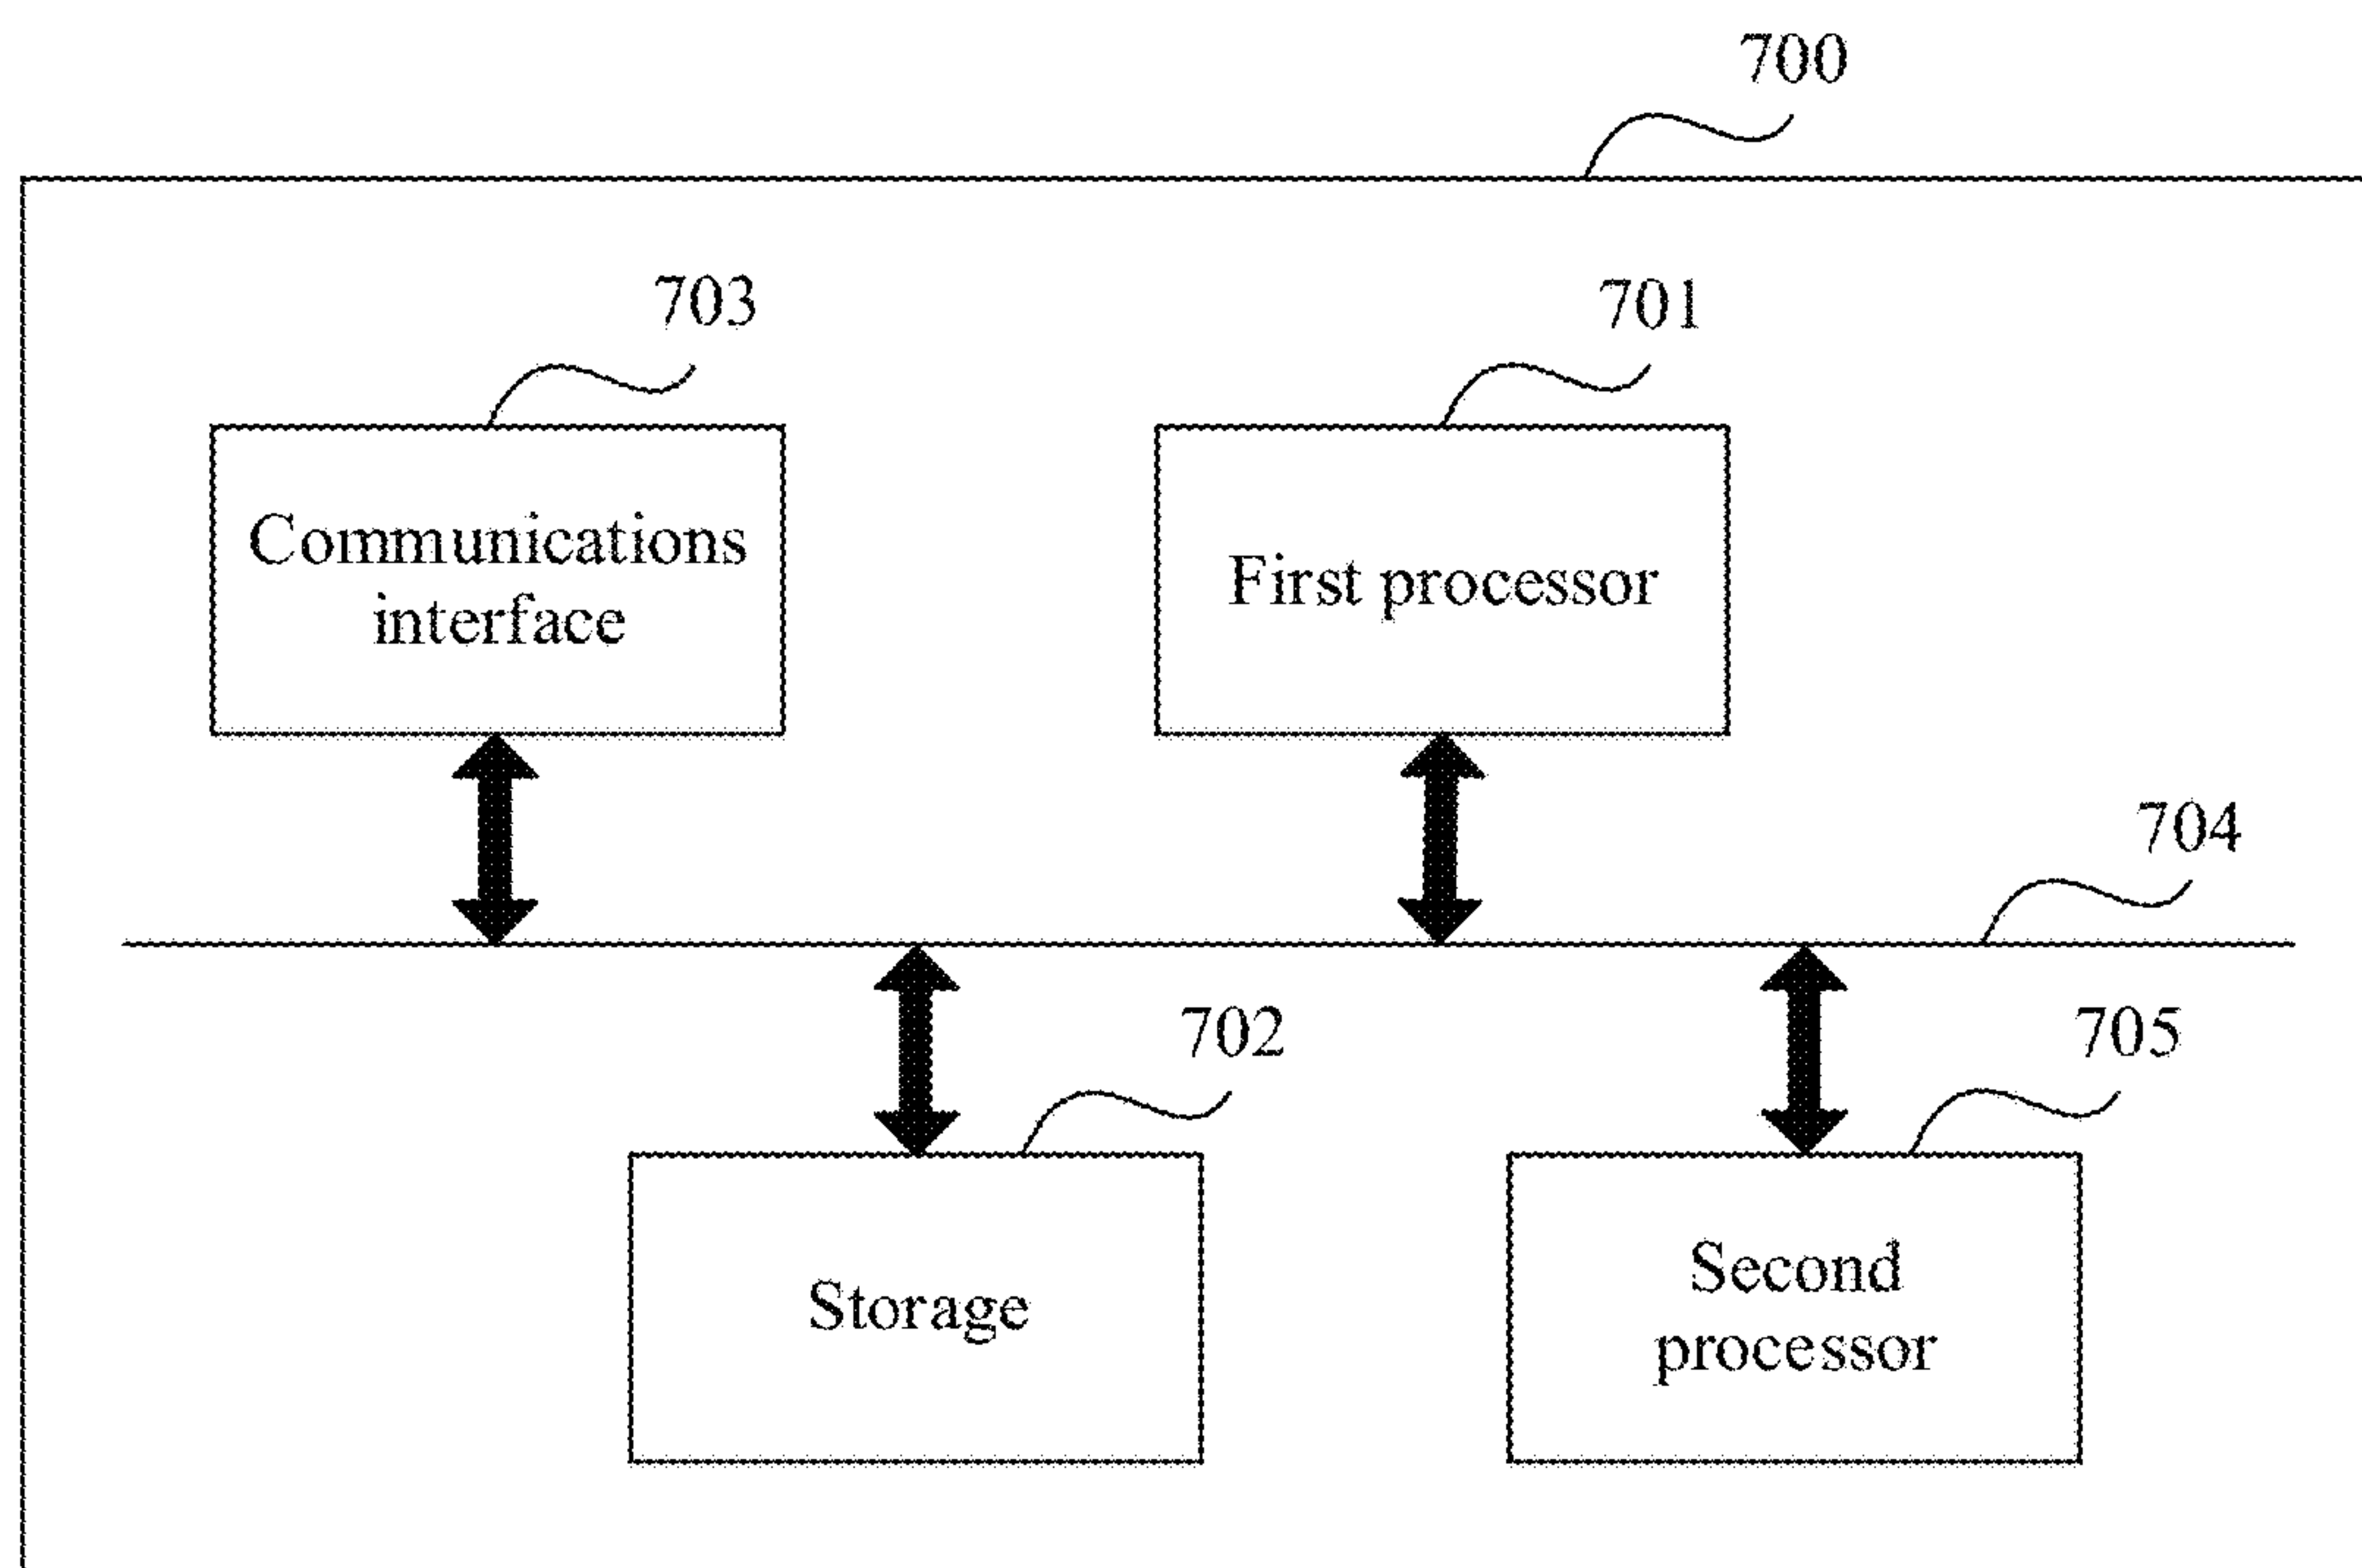 700
703
701
Communications
interface
First processor
704
702
705
Storage
Second
processor